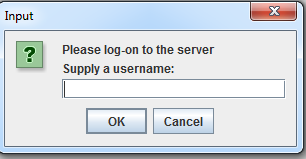 Input
Please log-on to the server
Supply a username:
OK Cancel